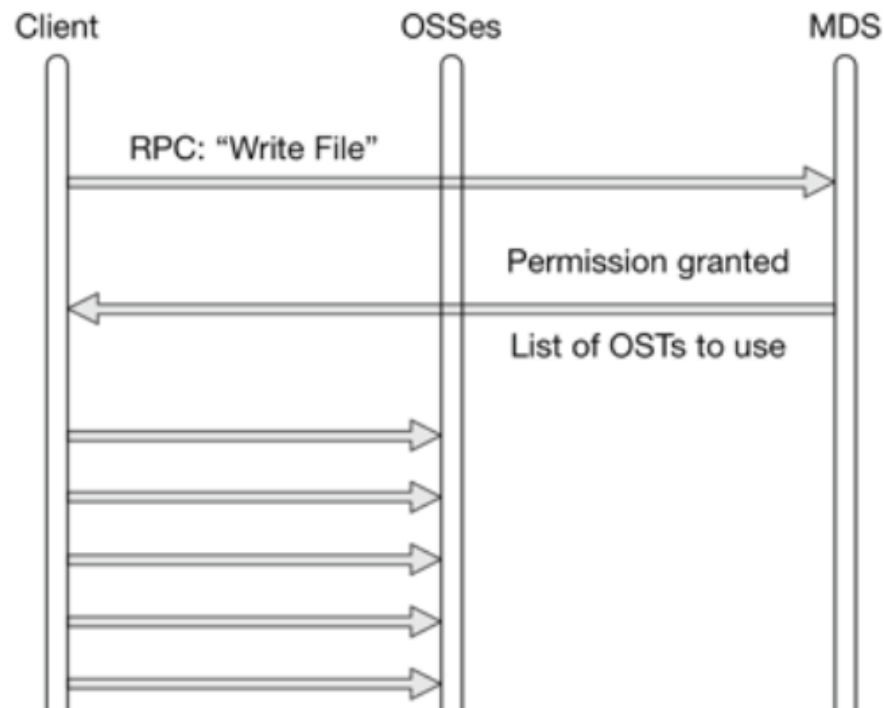 Client
OSSes
MDS
RPC: “Write File”
Permission granted
List of OSTs to use